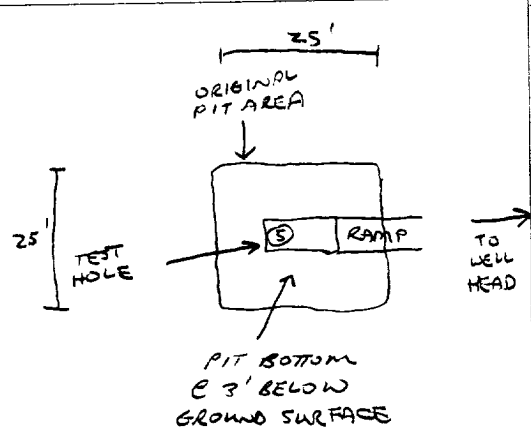 25'
ORIGINAL
PIT AREA
25'
TEST
HOLE
5
RAMP
TO
WELL
HEAD
PIT BOTTOM
@ 3' BELOW
GROUND SURFACE